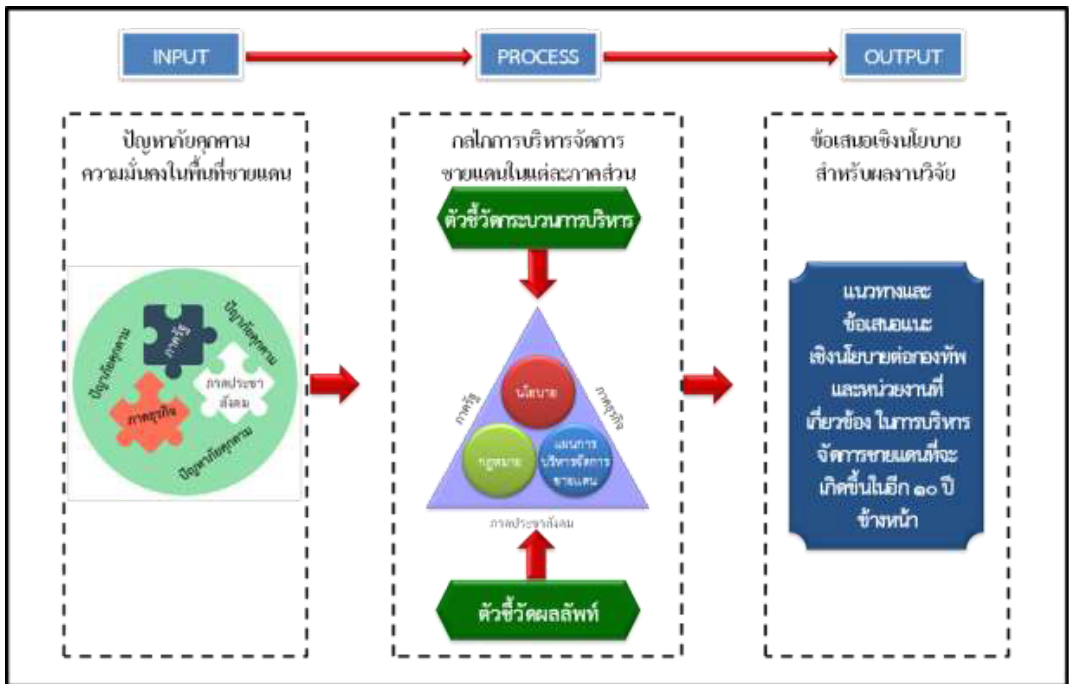 INPUT
PROCESS
OUTPUT
ปัญหาภัยคุกคาม
ความมั่นคงในพื้นที่ชายแดน
ปัญหาภัยคุกคาม
ปัญหาภัยคุกคาม
ภาครัฐ
ภาคประชา
สังคม
ภาคธุรกิจ
ปัญหาภัยคุกคาม
กลไกการบริหารจัดการ
ชายแดนในแต่ละภาคส่วน
ตัวชี้วัดกระบวนการบริหาร
ภาครัฐ
ภาคธุรกิจ
นโยบาย
กฎหมาย
แผนการ
บริหารจัดการ
ชายแดน
ภาคประชาสังคม
ตัวชี้วัดผลลัพท์
ข้อเสนอเชิงนโยบาย
สำหรับผลงานวิจัย
แนวทางและ
ข้อเสนอแนะ
เชิงนโยบายต่อกองทัพ
และหน่วยงานที่
เกี่ยวข้อง ในการบริหาร
จัดการชายแดนที่จะ
เกิดขึ้นในอีก ๑๐ ปี
ข้างหน้า